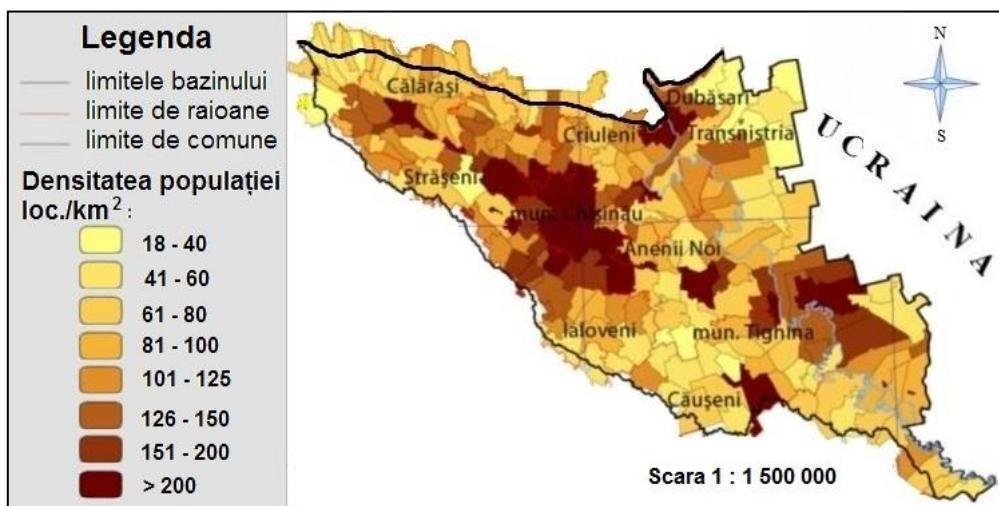 Legenda
limitele bazinului
limite de raioane
limite de comune
Densitatea populației
loc./km² :
18 - 40
41 - 60
61 - 80
81 - 100
101 - 125
126 - 150
151 - 200
> 200
N
S
UCRAINA
Călărași
Dubăsari
Criuleni
Transnistria
Strășeni
mun. Chișinău
Anenii Noi
Ialoveni
mun. Tighina
Căușeni
Scara 1 : 1 500 000